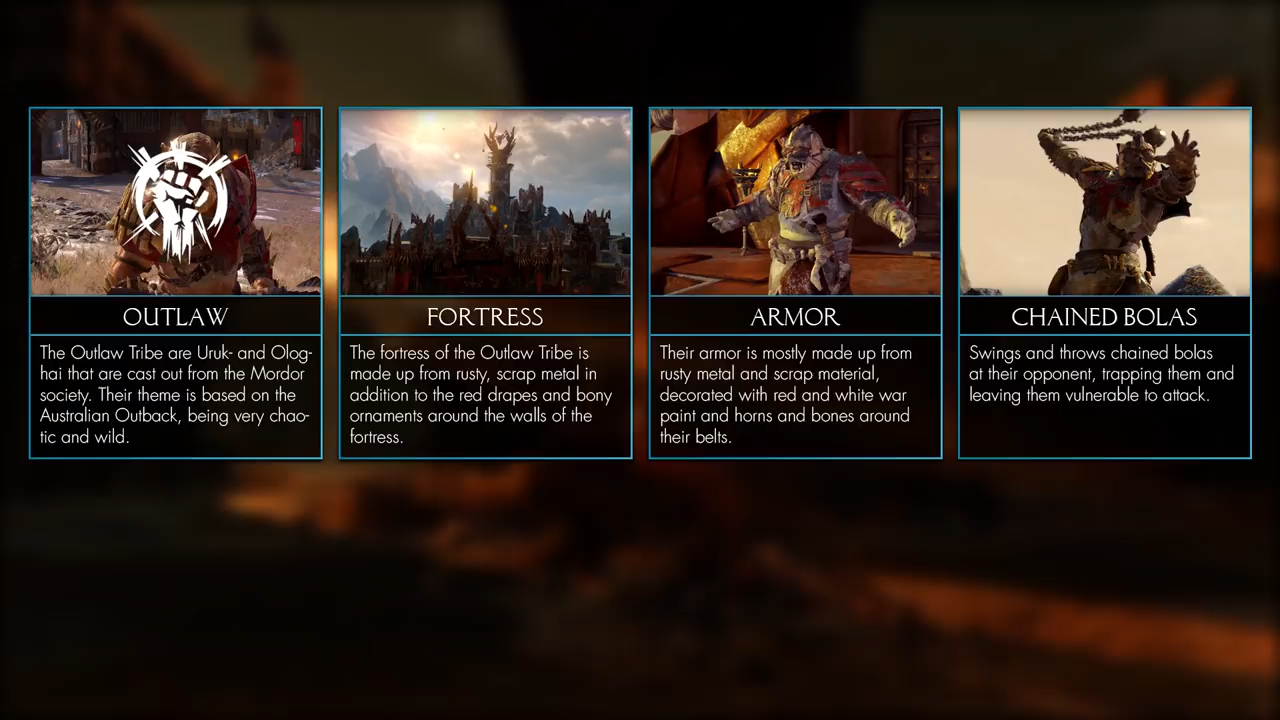 OUTLAW
The Outlaw Tribe are Uruk- and Olog-
hai that are cast out from the Mordor
society. Their theme is based on the
Australian Outback, being very chao-
tic and wild.
FORTRESS
The fortress of the Outlaw Tribe is
made up from rusty, scrap metal in
addition to the red drapes and bony
ornaments around the walls of the
fortress.
ARMOR
Their armor is mostly made up from
rusty metal and scrap material,
decorated with red and white war
paint and horns and bones around
their belts.
CHAINED BOLAS
Swings and throws chained bolas
at their opponent, trapping them and
leaving them vulnerable to attack.